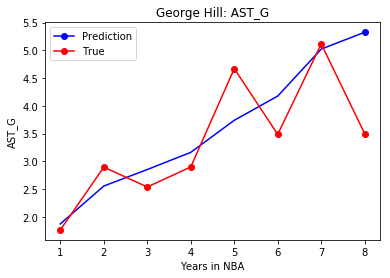 George Hill: AST_G
Prediction
True
AST_G
5.5
5.0
4.5
4.0
3.5
3.0
2.5
2.0
1 2 3 4 5 6 7 8
Years in NBA